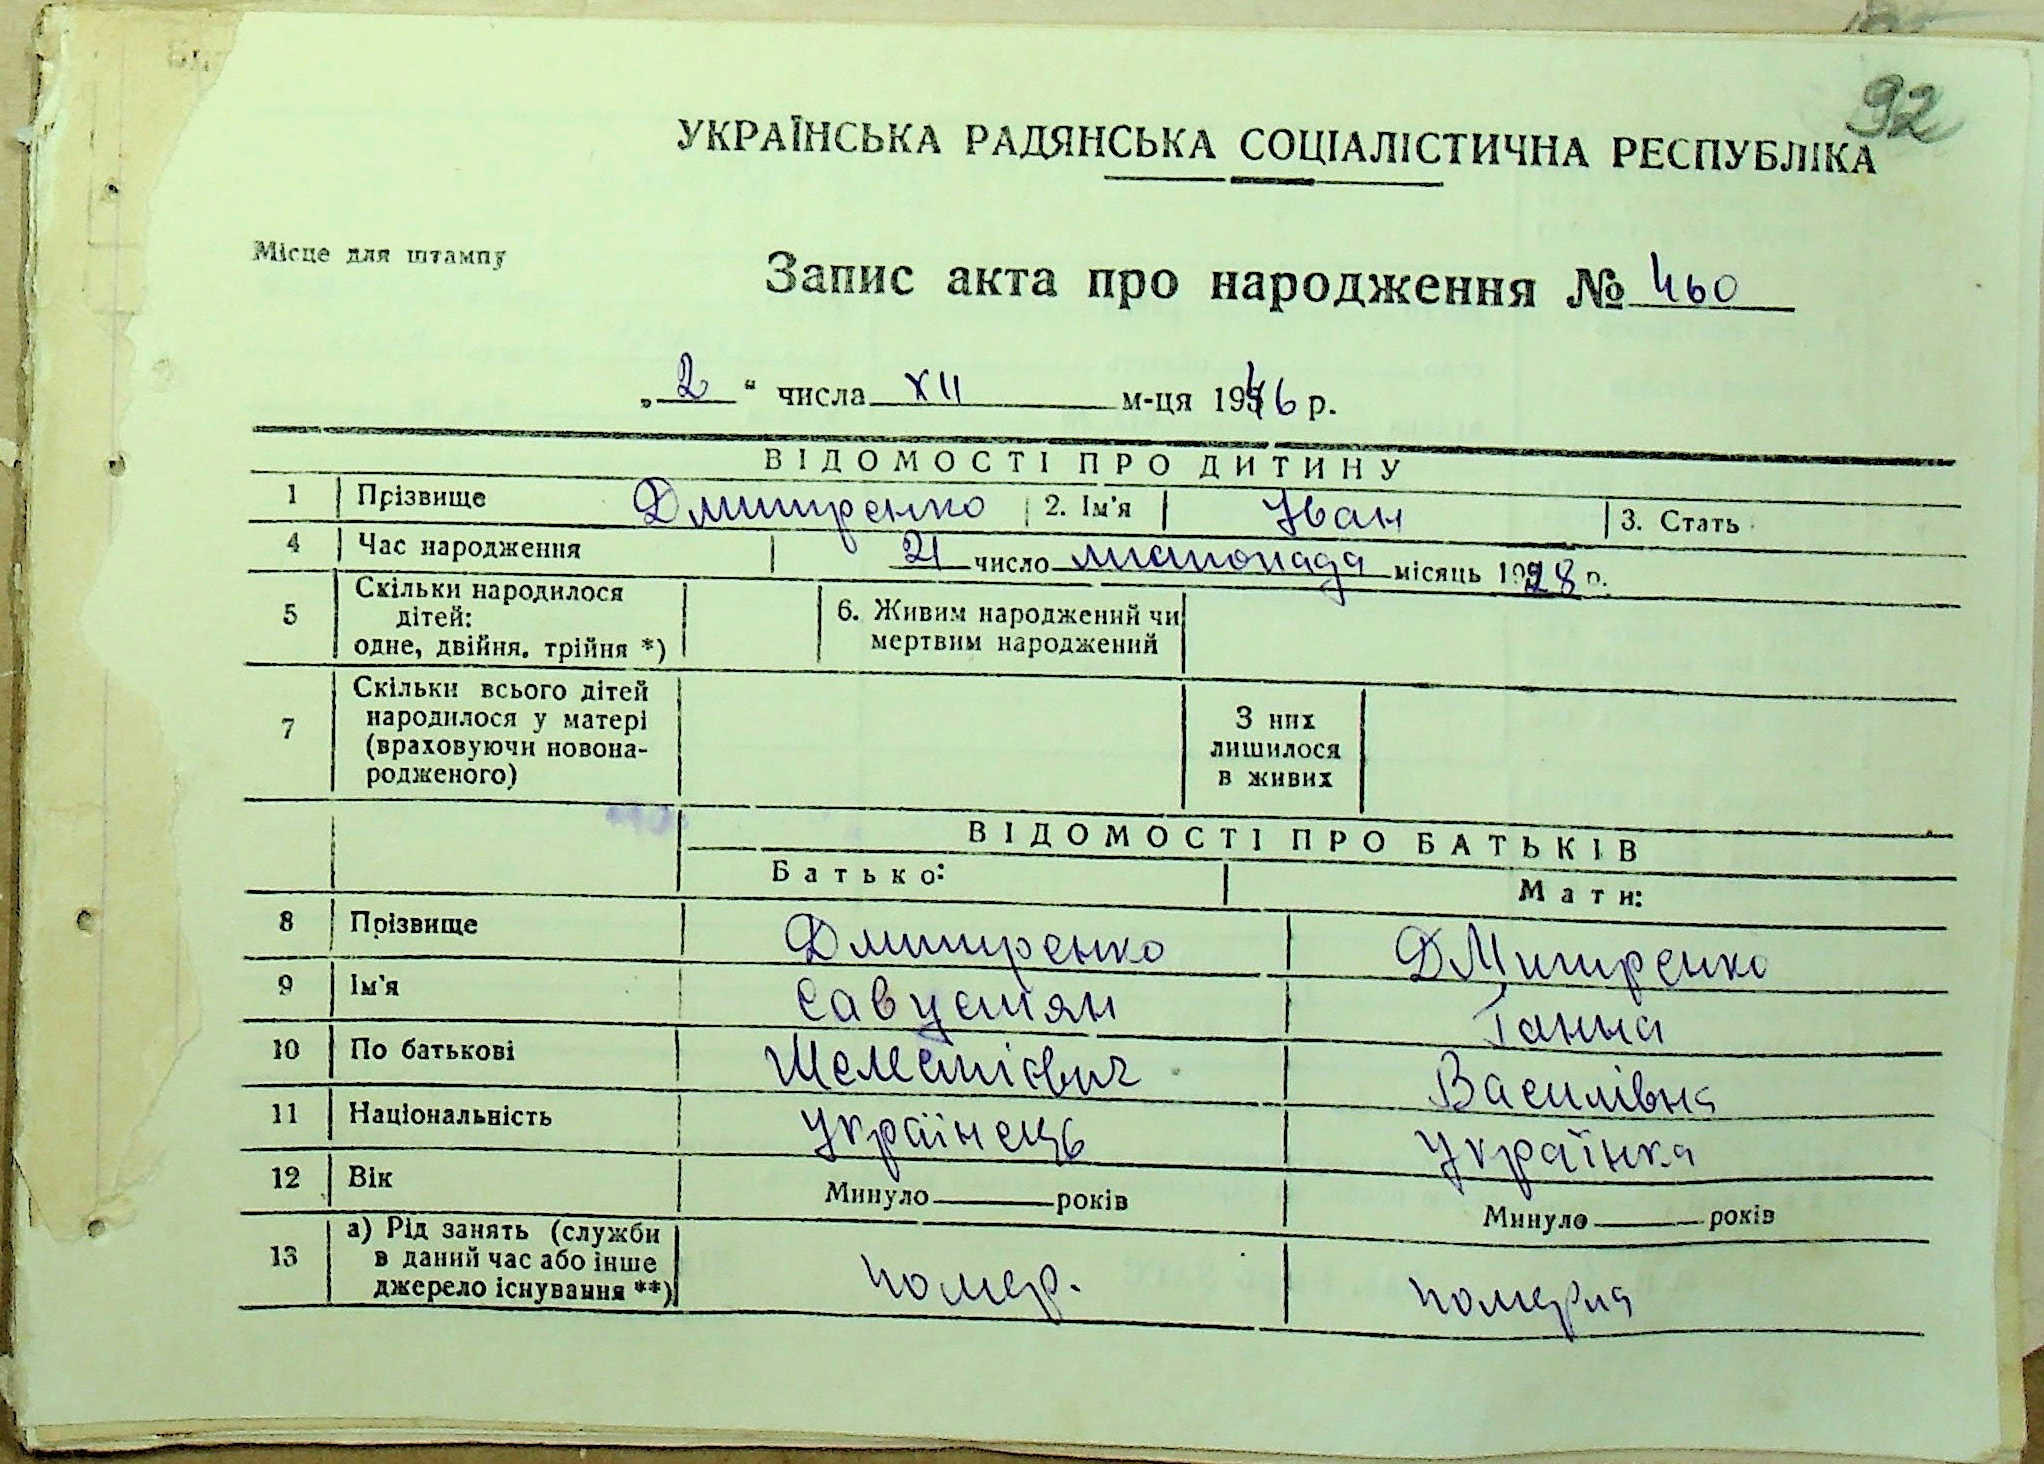 92
УКРАЇНСЬКА РАДЯНСЬКА СОЦІАЛІСТИЧНА РЕСПУБЛІКА
Місце для штампу
Запис акта про народження № 460
„2“ числа XII м-ця 1946 р.
ВІДОМОСТІ ПРО ДИТИНУ
1 Прізвище Дмитренко 2. Ім'я Іван 3. Стать
4 Час народження 21 число листопада місяць 1928 р.
5 Скільки народилося дітей: одне, двійня, трійня *) 6. Живим народжений чи мертвим народжений
7 Скільки всього дітей народилося у матері (враховуючи новонародженого) З них лишилося в живих
ВІДОМОСТІ ПРО БАТЬКІВ
Батько: Мати:
8 Прізвище Дмитренко Дмитренко
9 Ім'я Савустян Ганна
10 По батькові Василівна
11 Національність Українець Українка
12 Вік Минуло років Минуло років
13 а) Рід занять (служби в даний час або інше джерело існування **) помер. померла